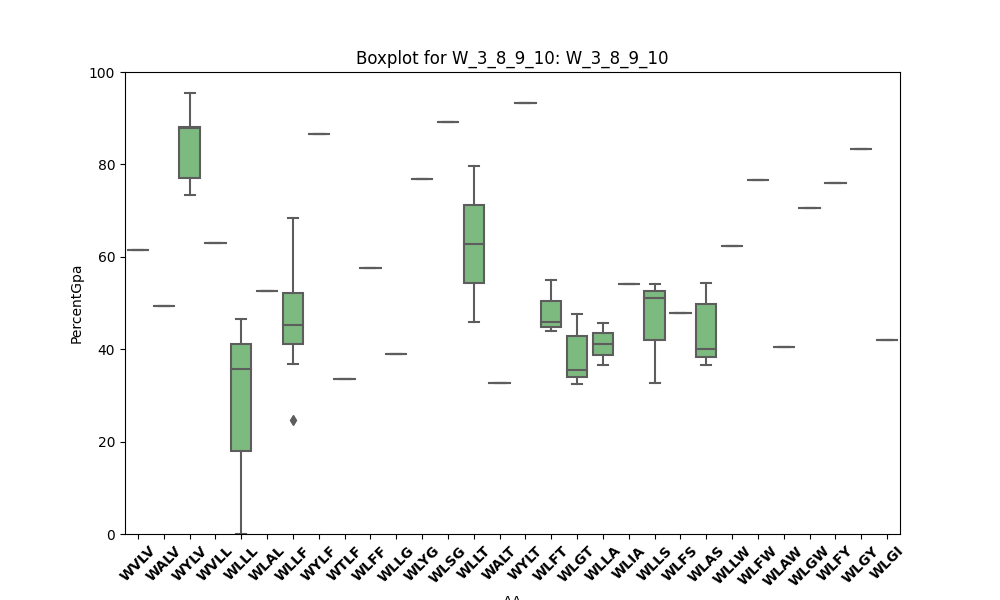 Boxplot for W_3_8_9_10: W_3_8_9_10
100
80
60
40
20
0
PercentGpa
WVLV WALV WYLV WVLL WLLL WLAL WLLF WYLF WTLF WLFF WLLG WLYG WLSG WLLT WALT WYLT WLFT WLGT WLLA WLIA WLLS WLFS WLAS WLLW WLFW WLAW WLGW WLFY WLGY WLGI
AA